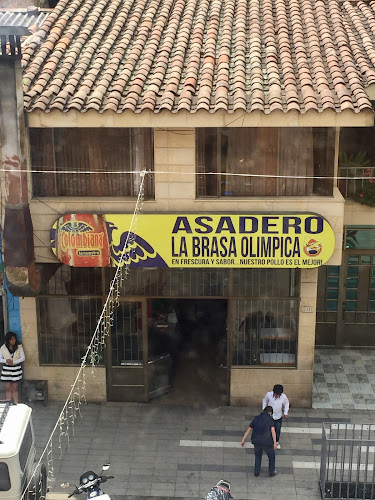 Colombiana
ASADERO
LA BRASA OLIMPICA
EN FRESCURA Y SABOR...NUESTRO POLLO ES EL MEJOR!